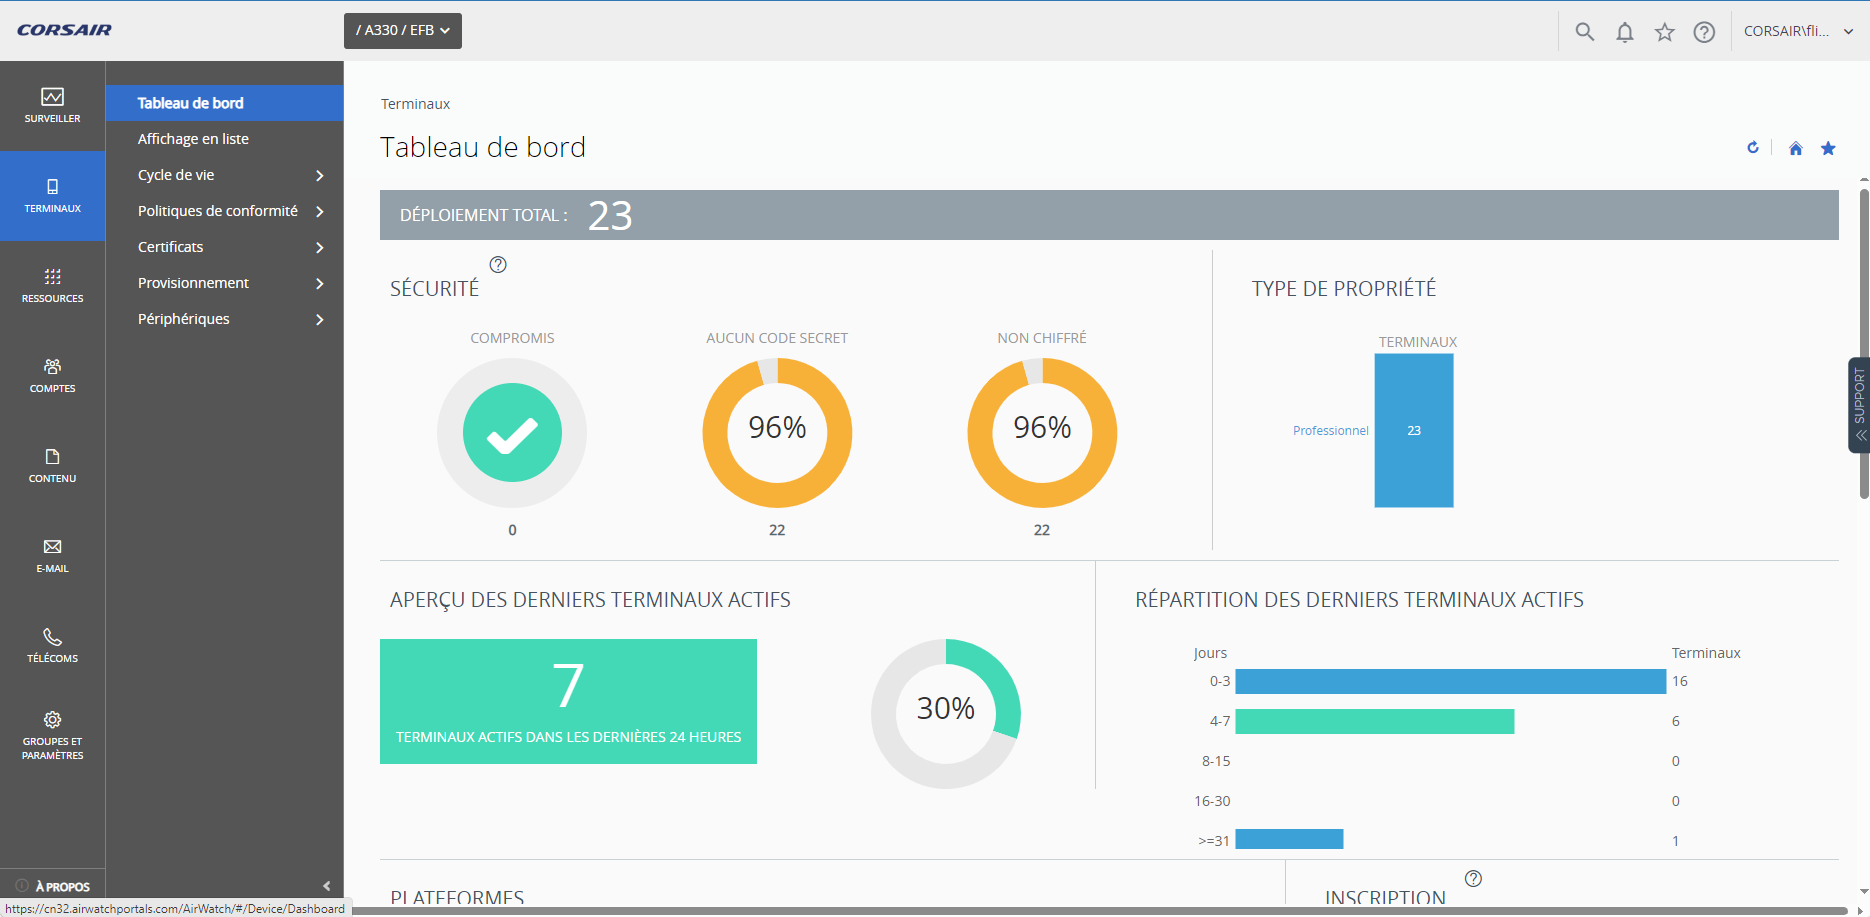 CORSAIR
/ A330 / EFB
CORSAIR\fli...
SURVEILLER
TERMINAUX
RESSOURCES
COMPTES
CONTENU
E-MAIL
TÉLÉCOMS
GROUPES ET
PARAMÈTRES
À PROPOS
Tableau de bord
Affichage en liste
Cycle de vie
Politiques de conformité
Certificats
Provisionnement
Périphériques
Terminaux
Tableau de bord
DÉPLOIEMENT TOTAL : 23
SÉCURITÉ
COMPROMIS
0
AUCUN CODE SECRET
96%
22
NON CHIFFRÉ
96%
22
TYPE DE PROPRIÉTÉ
TERMINAUX
Professionnel 23
SUPPORT
APERÇU DES DERNIERS TERMINAUX ACTIFS
7
TERMINAUX ACTIFS DANS LES DERNIÈRES 24 HEURES
30%
RÉPARTITION DES DERNIERS TERMINAUX ACTIFS
Jours Terminaux
0-3 16
4-7 6
8-15 0
16-30 0
>=31 1
PLATEFORMES
INSCRIPTION
https://cn32.airwatchportals.com/AirWatch/#/Device/Dashboard